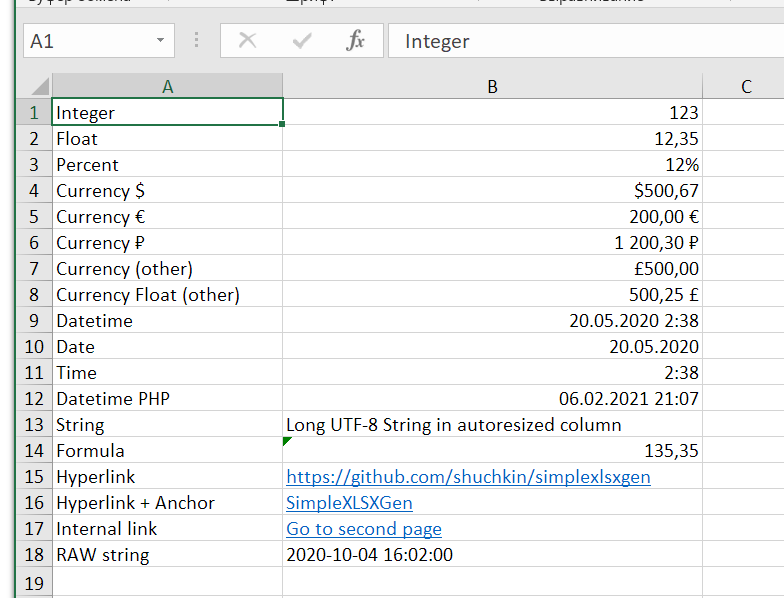 A1 fx Integer
A B C
1 Integer 123
2 Float 12,35
3 Percent 12%
4 Currency $ $500,67
5 Currency € 200,00 €
6 Currency ₽ 1 200,30 ₽
7 Currency (other) £500,00
8 Currency Float (other) 500,25 £
9 Datetime 20.05.2020 2:38
10 Date 20.05.2020
11 Time 2:38
12 Datetime PHP 06.02.2021 21:07
13 String Long UTF-8 String in autoresized column
14 Formula 135,35
15 Hyperlink https://github.com/shuchkin/simplexlsxgen
16 Hyperlink + Anchor SimpleXLSXGen
17 Internal link Go to second page
18 RAW string 2020-10-04 16:02:00
19